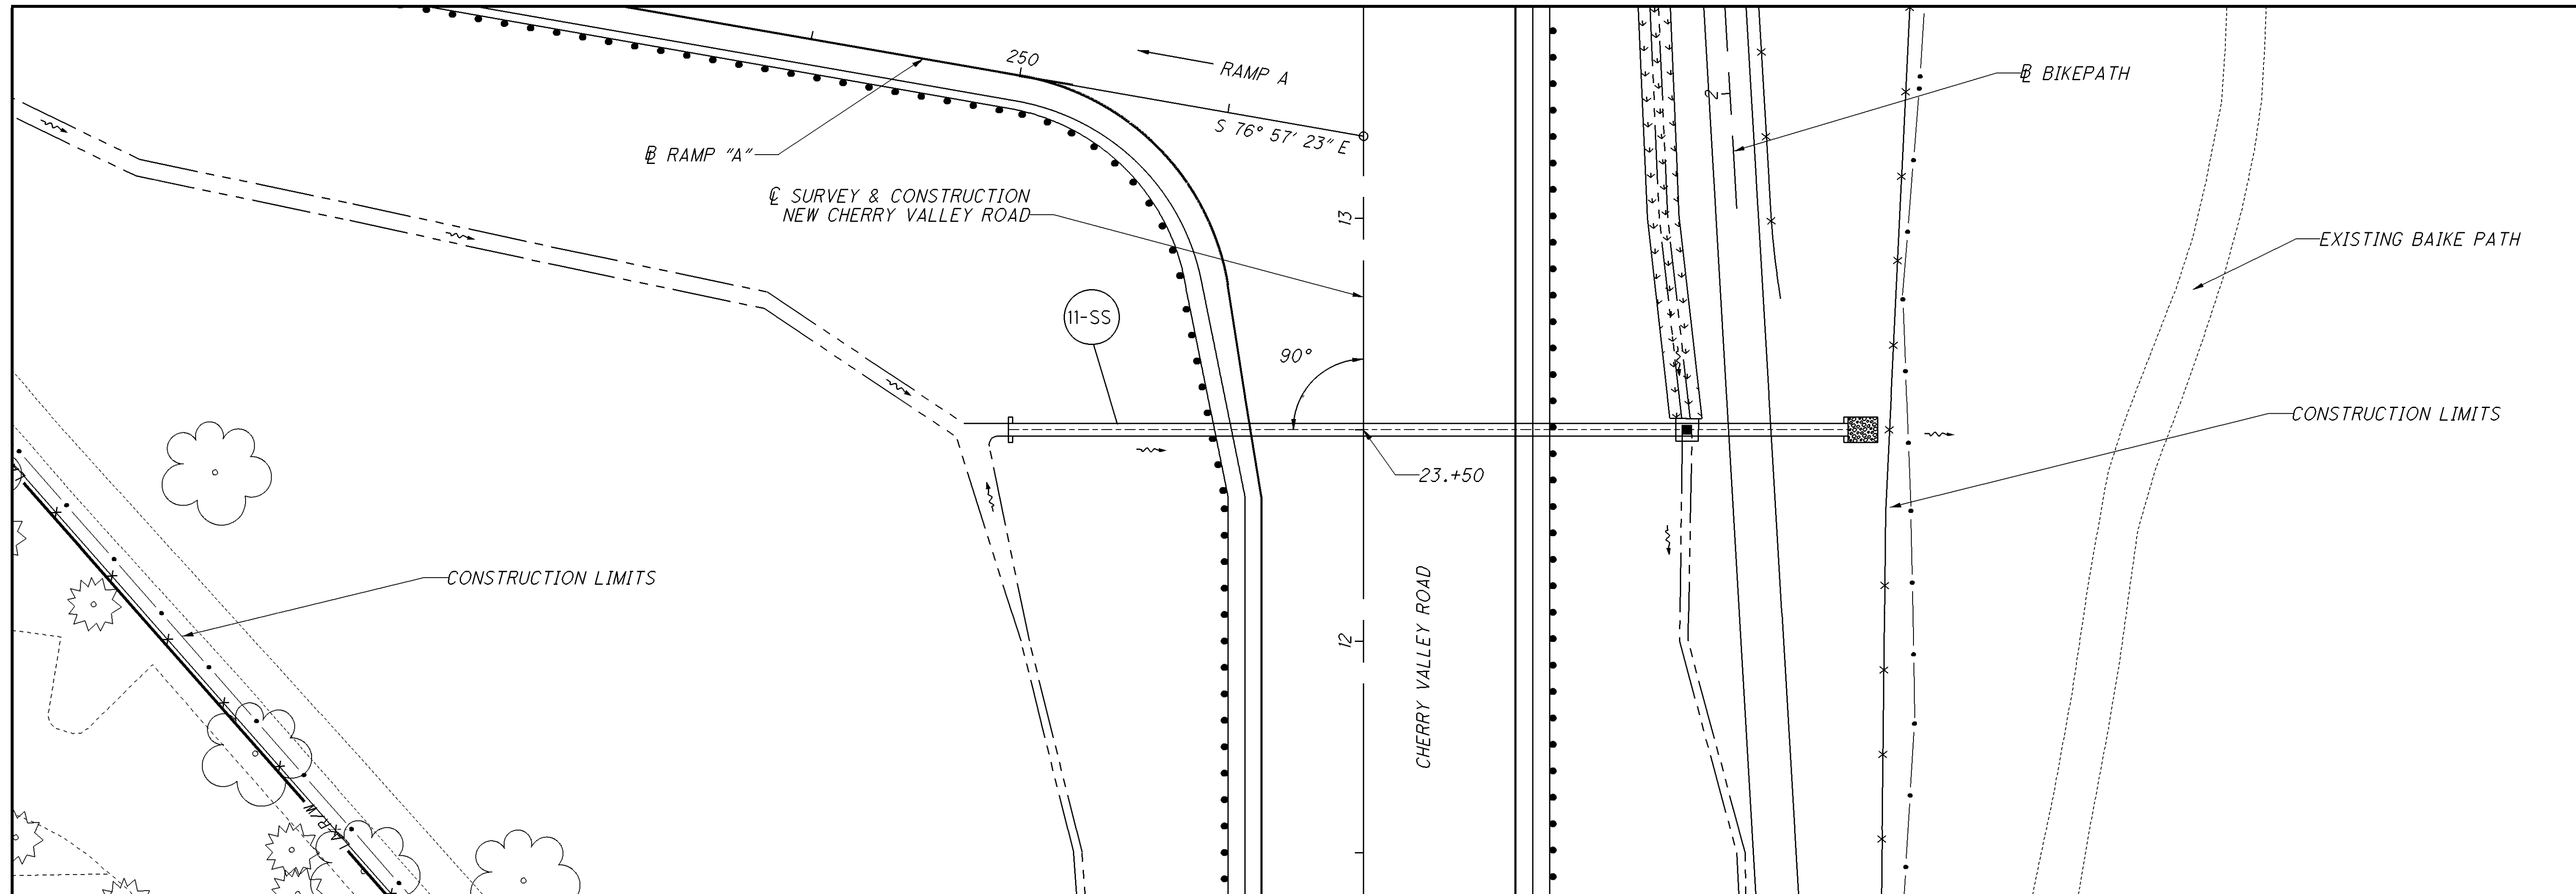 250
RAMP A
S 76° 57' 23" E
℄ BIKEPATH
2
℄ RAMP "A"
℄ SURVEY & CONSTRUCTION
NEW CHERRY VALLEY ROAD
13
EXISTING BAIKE PATH
11-SS
90°
CONSTRUCTION LIMITS
23.+50
CONSTRUCTION LIMITS
12
CHERRY VALLEY ROAD